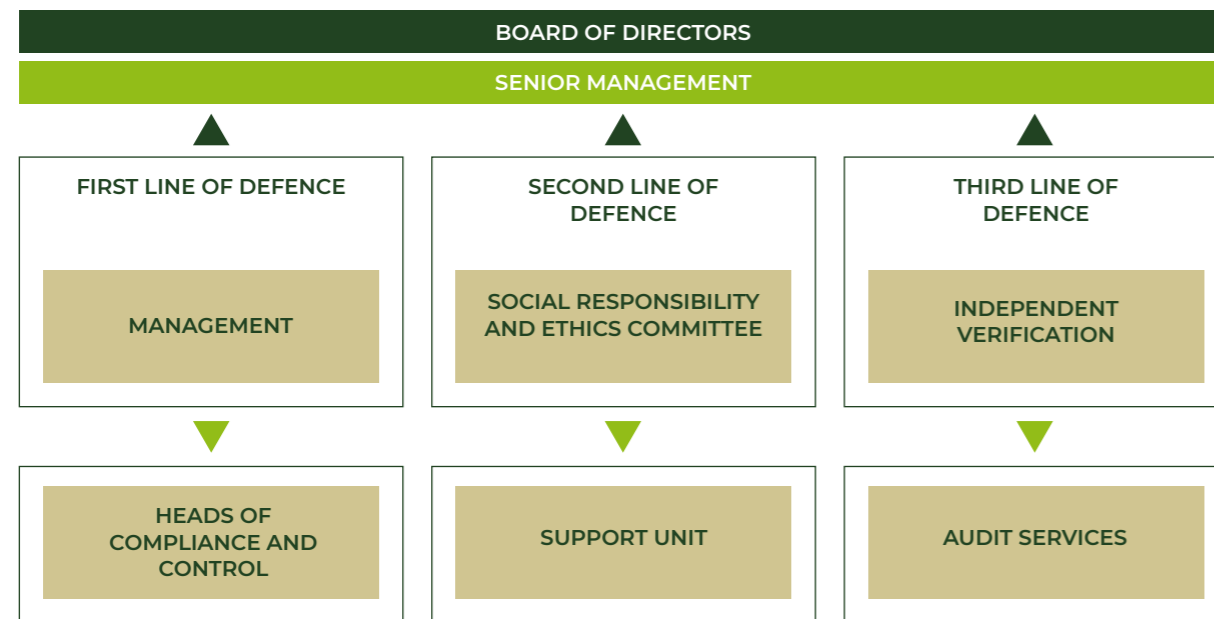 BOARD OF DIRECTORS
SENIOR MANAGEMENT
FIRST LINE OF DEFENCE
MANAGEMENT
SECOND LINE OF
DEFENCE
SOCIAL RESPONSIBILITY
AND ETHICS COMMITTEE
THIRD LINE OF
DEFENCE
INDEPENDENT
VERIFICATION
HEADS OF
COMPLIANCE AND
CONTROL
SUPPORT UNIT
AUDIT SERVICES